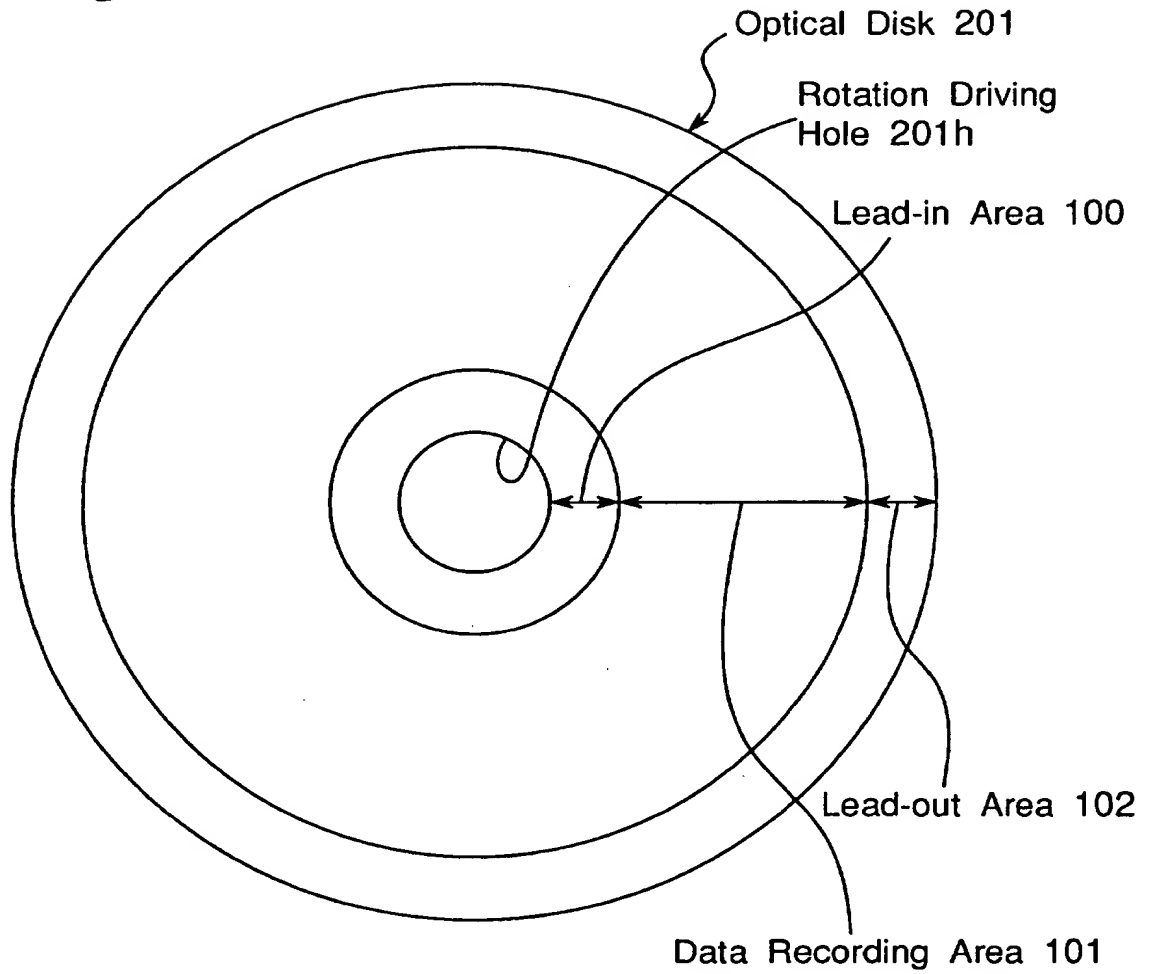 Optical Disk 201
Rotation Driving
Hole 201h
Lead-in Area 100
Lead-out Area 102
Data Recording Area 101